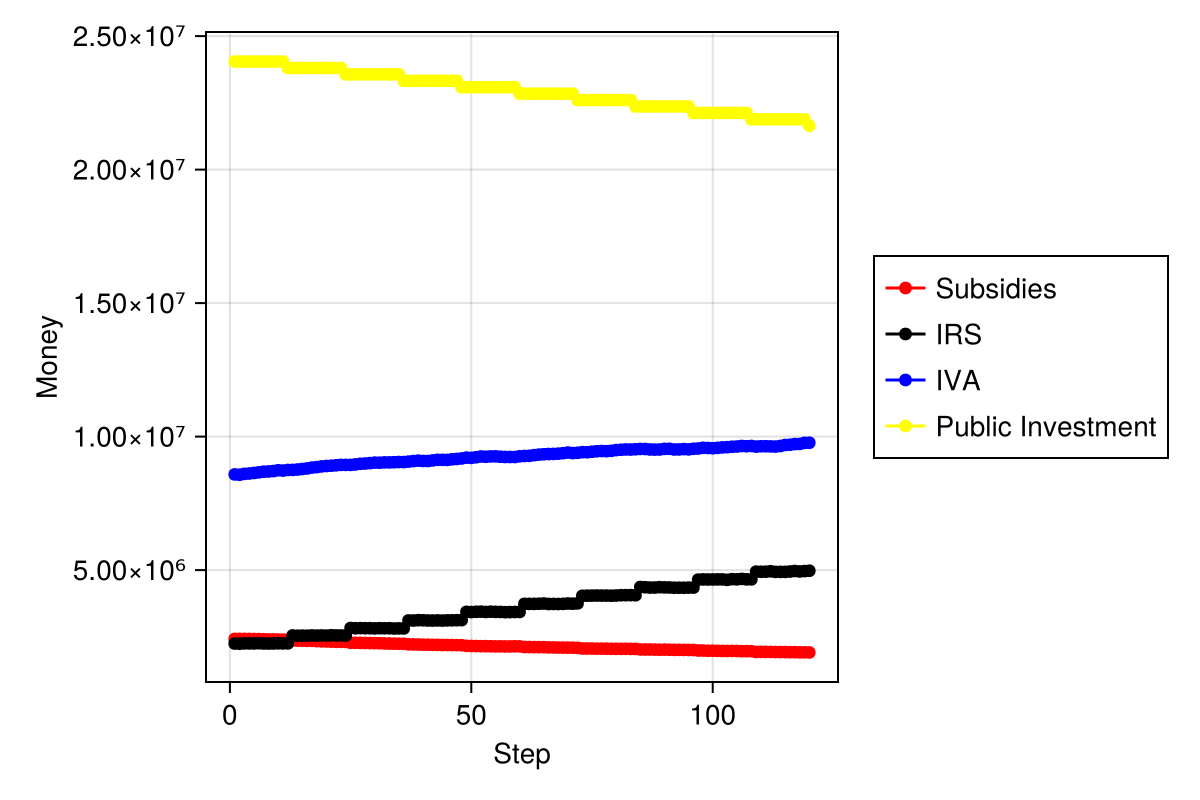 2.50×10⁷
2.00×10⁷
1.50×10⁷
1.00×10⁷
5.00×10⁶
Money
0 50 100
Step
Subsidies
IRS
IVA
Public Investment